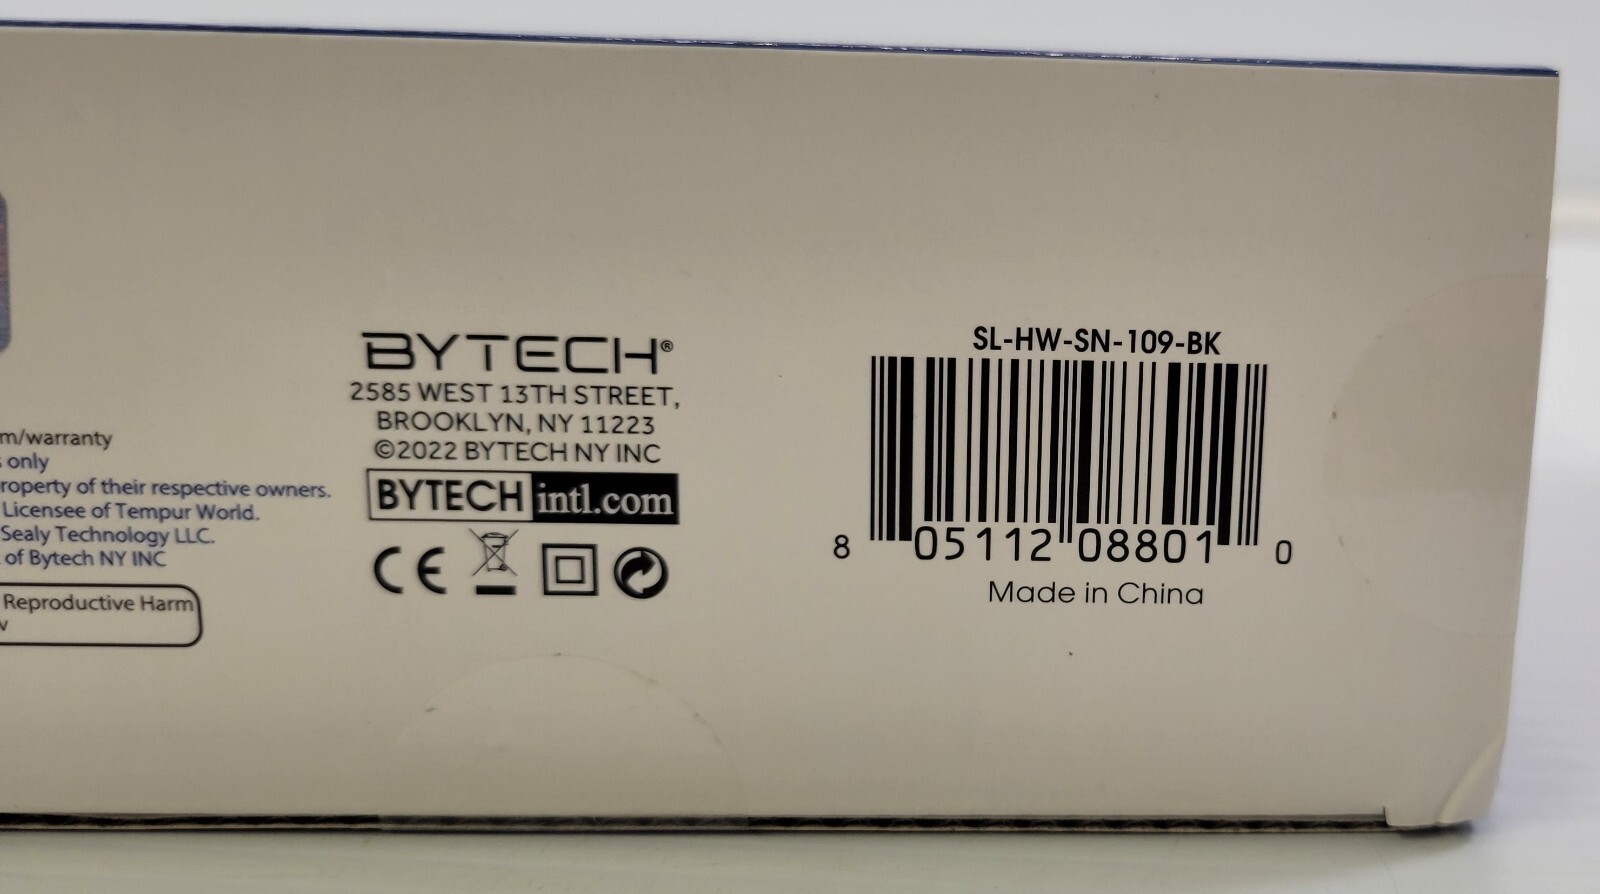 m/warranty
only
roperty of their respective owners.
Licensee of Tempur World.
Sealy Technology LLC.
of Bytech NY INC
Reproductive Harm
BYTECH®
2585 WEST 13TH STREET,
BROOKLYN, NY 11223
©2022 BYTECH NY INC
BYTECH intl.com
CE
SL-HW-SN-109-BK
8 05112 08801 0
Made in China